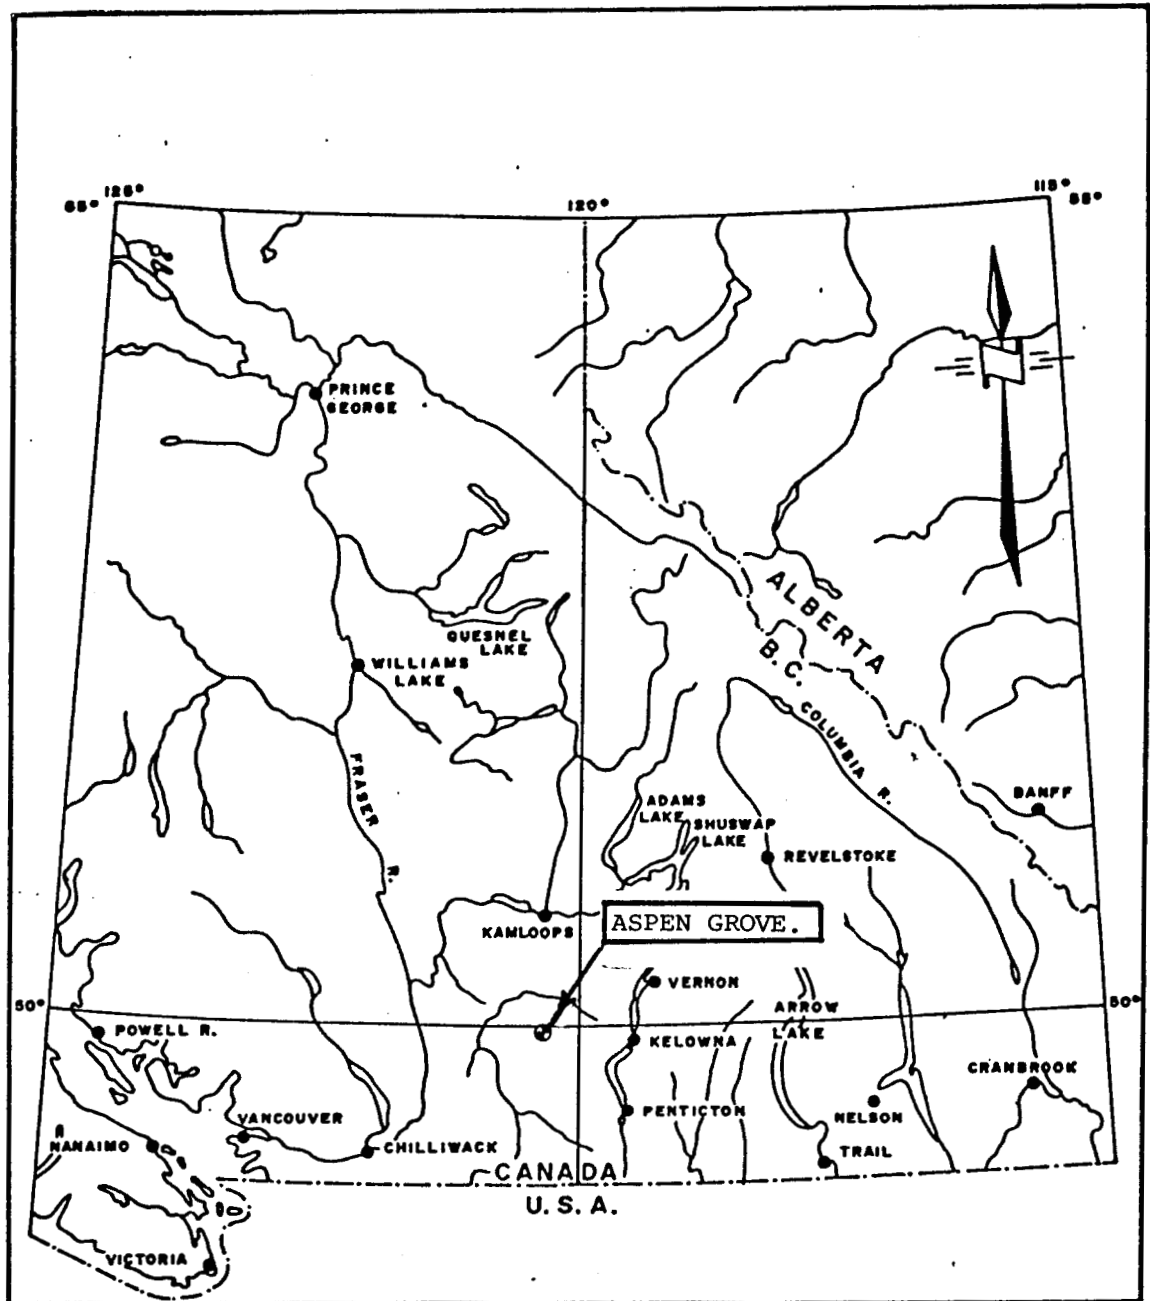 125°
55°
120°
115°
55°
PRINCE
GEORGE
ALBERTA
B.C.
QUESNEL
LAKE
WILLIAMS
LAKE
COLUMBIA R.
FRASER R.
BANFF
ADAMS
LAKE
SHUSWAP
LAKE
REVELSTOKE
KAMLOOPS
ASPEN GROVE.
VERNON
50°
50°
ARROW
LAKE
POWELL R.
KELOWNA
CRANBROOK
PENTICTON
NELSON
VANCOUVER
NANAIMO
CHILLIWACK
TRAIL
CANADA
U.S.A.
VICTORIA